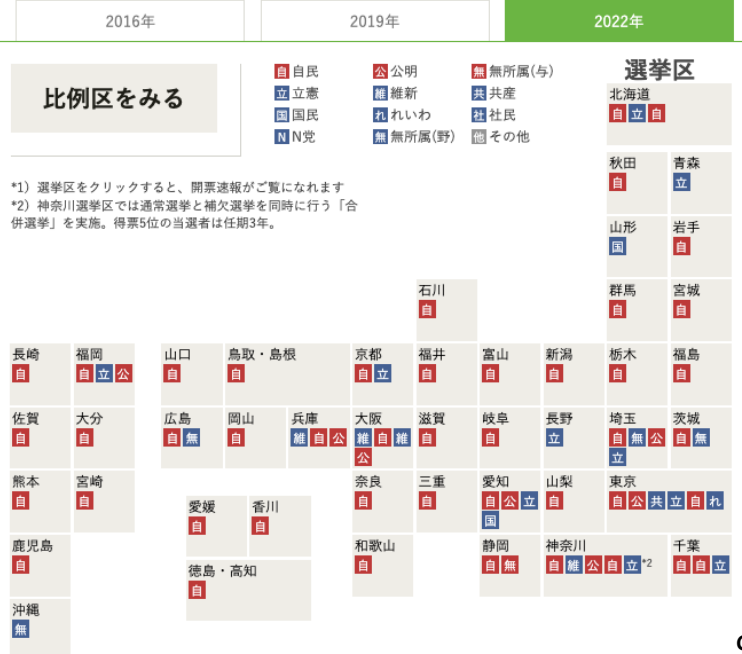 2016年
2019年
2022年
比例区をみる
自 自民
公 公明
無 無所属(与)
立 立憲
維 維新
共 共産
国 国民
れ れいわ
社 社民
N N党
無 無所属(野)
他 その他
*1）選挙区をクリックすると、開票速報がご覧になれます
*2）神奈川選挙区では通常選挙と補欠選挙を同時に行う「合
併選挙」を実施。得票5位の当選者は任期3年。
選挙区
北海道
自 立 自
秋田
自
青森
立
山形
国
岩手
自
石川
自
群馬
自
宮城
自
長崎
自
福岡
自 立 公
山口
自
鳥取・島根
自
京都
自 立
福井
自
富山
自
新潟
自
栃木
自
福島
自
佐賀
自
大分
自
広島
自 無
岡山
自
兵庫
維 自 公
大阪
維 自 維
公
滋賀
自
岐阜
自
長野
立
埼玉
自 無 公
立
茨城
自 無
熊本
自
宮崎
自
愛媛
自
香川
自
奈良
自
三重
自
愛知
自 公 立
国
山梨
自
東京
自 公 共 立 自 れ
鹿児島
自
徳島・高知
自
和歌山
自
静岡
自 無
神奈川
自 維 公 自 立 *2
千葉
自 自 立
沖縄
無